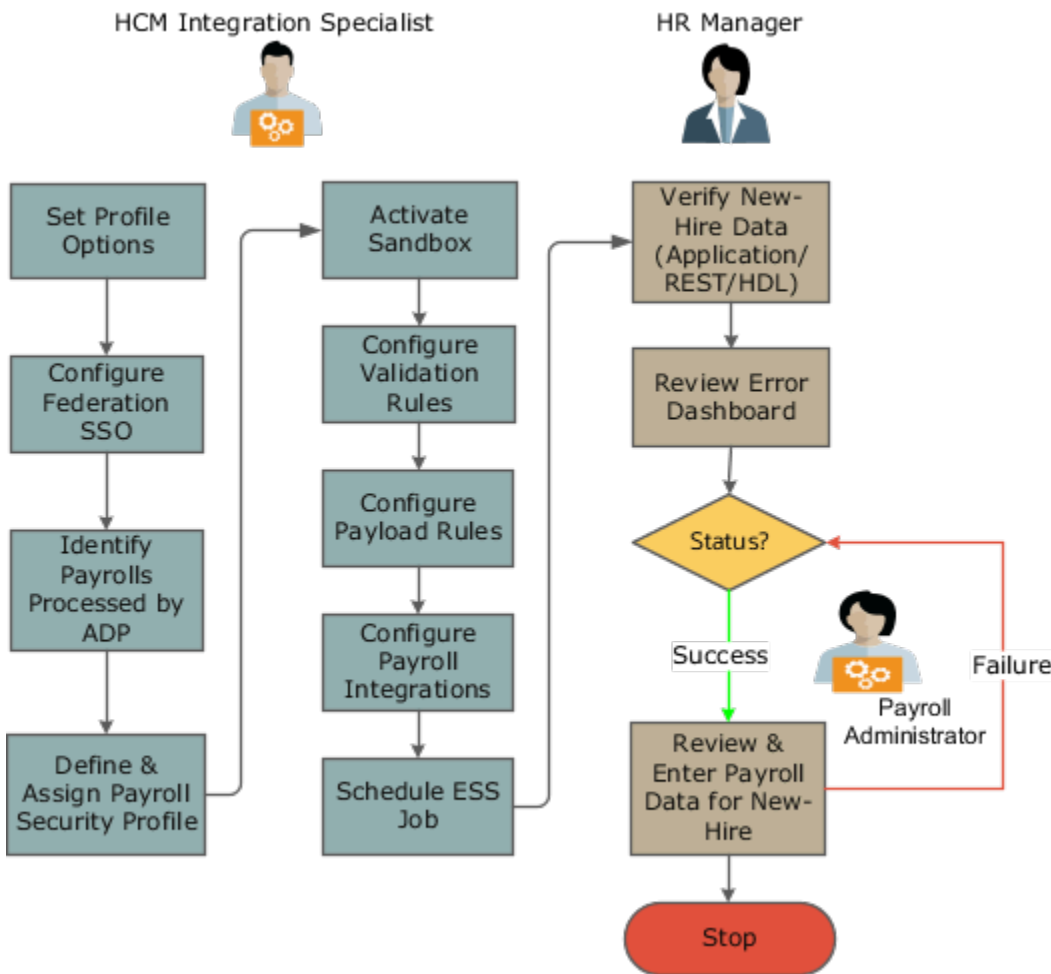 HCM Integration Specialist
HR Manager
Set Profile
Options
Configure
Federation
SSO
Identify
Payrolls
Processed by
ADP
Define &
Assign Payroll
Security Profile
Activate
Sandbox
Configure
Validation
Rules
Configure
Payload Rules
Configure
Payroll
Integrations
Schedule ESS
Job
Verify New-
Hire Data
(Application/
REST/HDL)
Review Error
Dashboard
Status?
Success
Failure
Payroll
Administrator
Review &
Enter Payroll
Data for New-
Hire
Stop